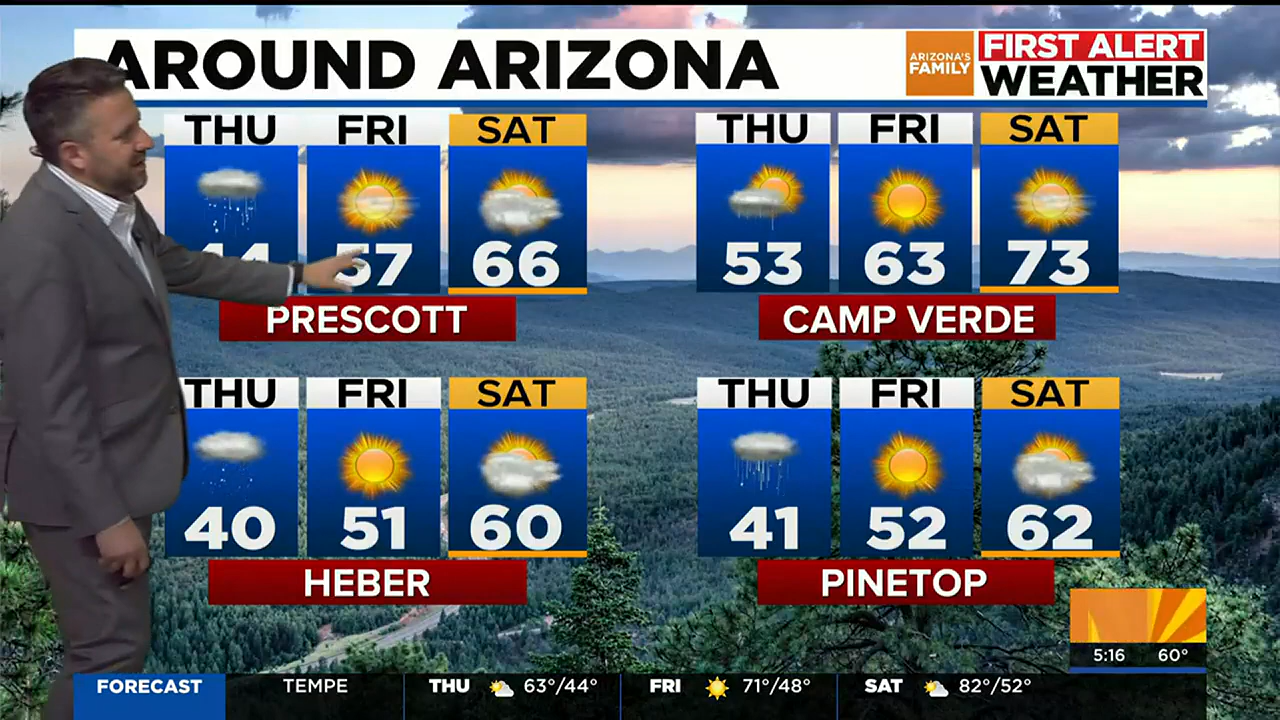 AROUND ARIZONA
ARIZONA'S
FAMILY
FIRST ALERT
WEATHER
THU FRI SAT
57 66
PRESCOTT
THU FRI SAT
53 63 73
CAMP VERDE
THU FRI SAT
40 51 60
HEBER
THU FRI SAT
41 52 62
PINETOP
5:16 60°
FORECAST TEMPE THU 63°/44° FRI 71°/48° SAT 82°/52°